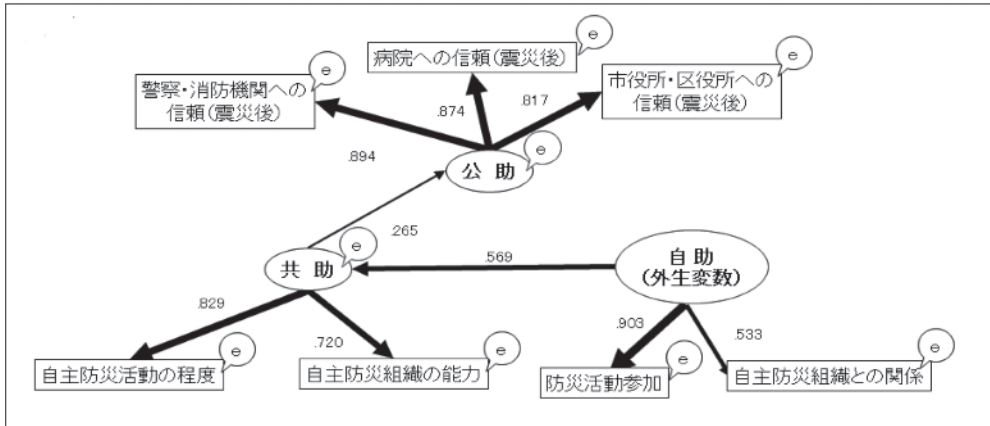 e
病院への信頼(震災後)
e
警察・消防機関への
信頼(震災後)
e
市役所・区役所への
信頼(震災後)
.894
.874
.817
e
公 助
.265
e
共 助
.569
自 助
(外生変数)
.829
.720
.903
.533
e
自主防災活動の程度
e
自主防災組織の能力
e
防災活動参加
e
自主防災組織との関係